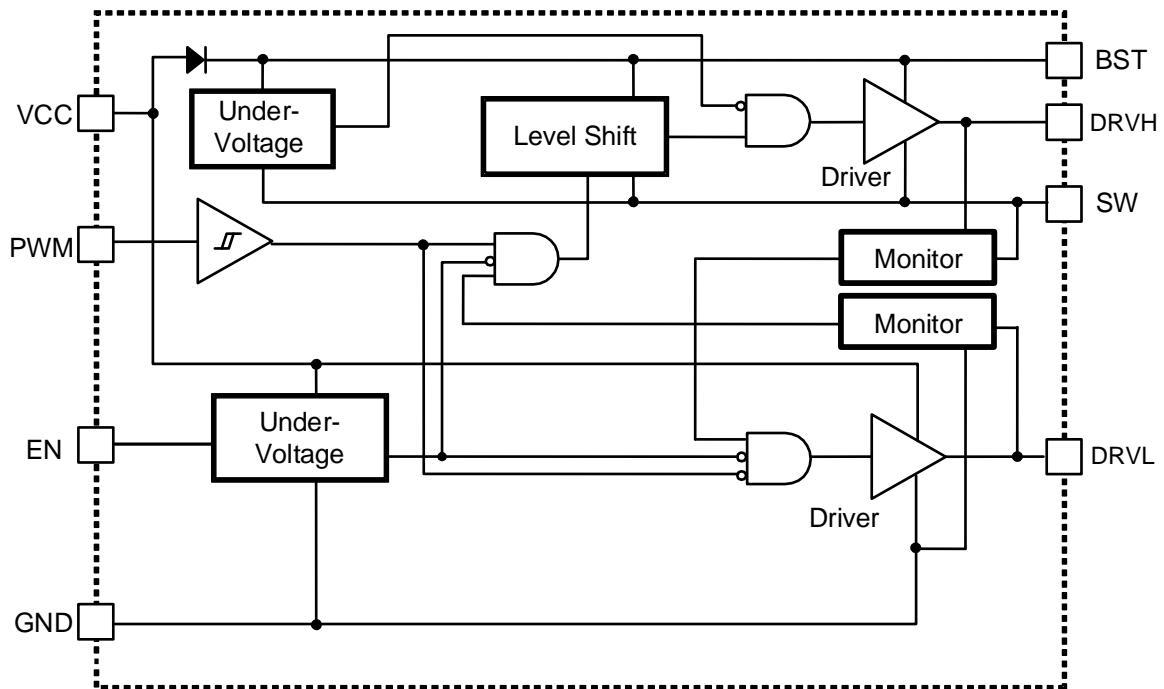 BST
VCC
Under-
Voltage
Level Shift
DRVH
Driver
SW
PWM
Monitor
Monitor
EN
Under-
Voltage
DRVL
Driver
GND